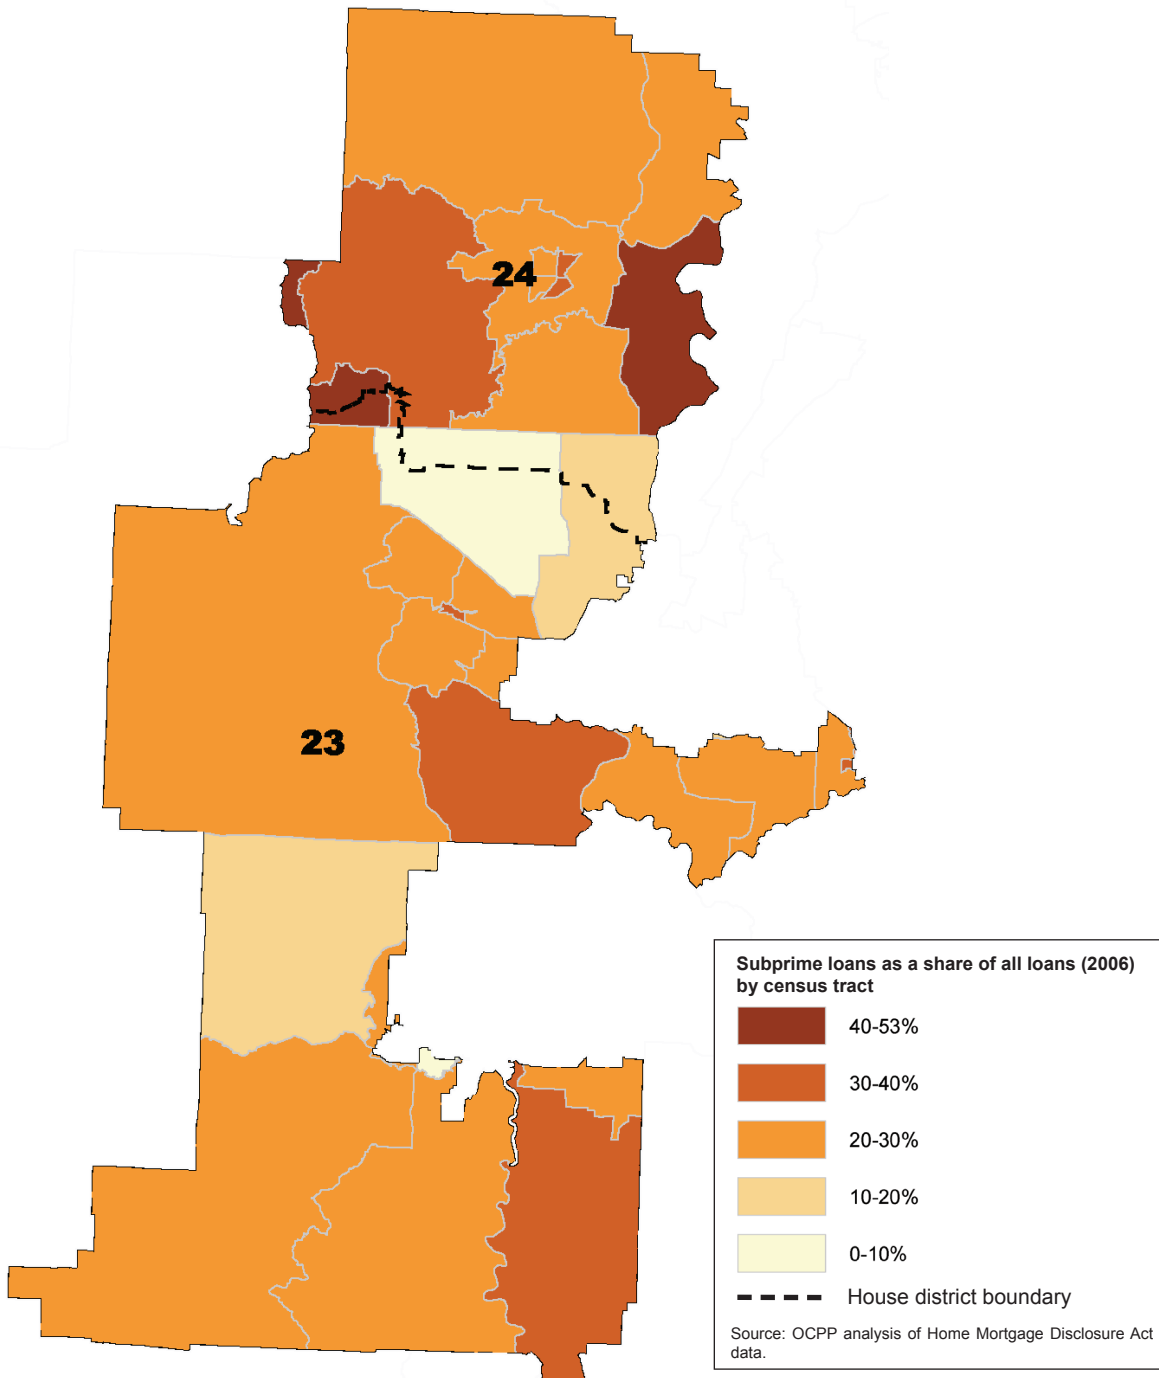 24
23
Subprime loans as a share of all loans (2006)
by census tract
40-53%
30-40%
20-30%
10-20%
0-10%
House district boundary
Source: OCPP analysis of Home Mortgage Disclosure Act
data.